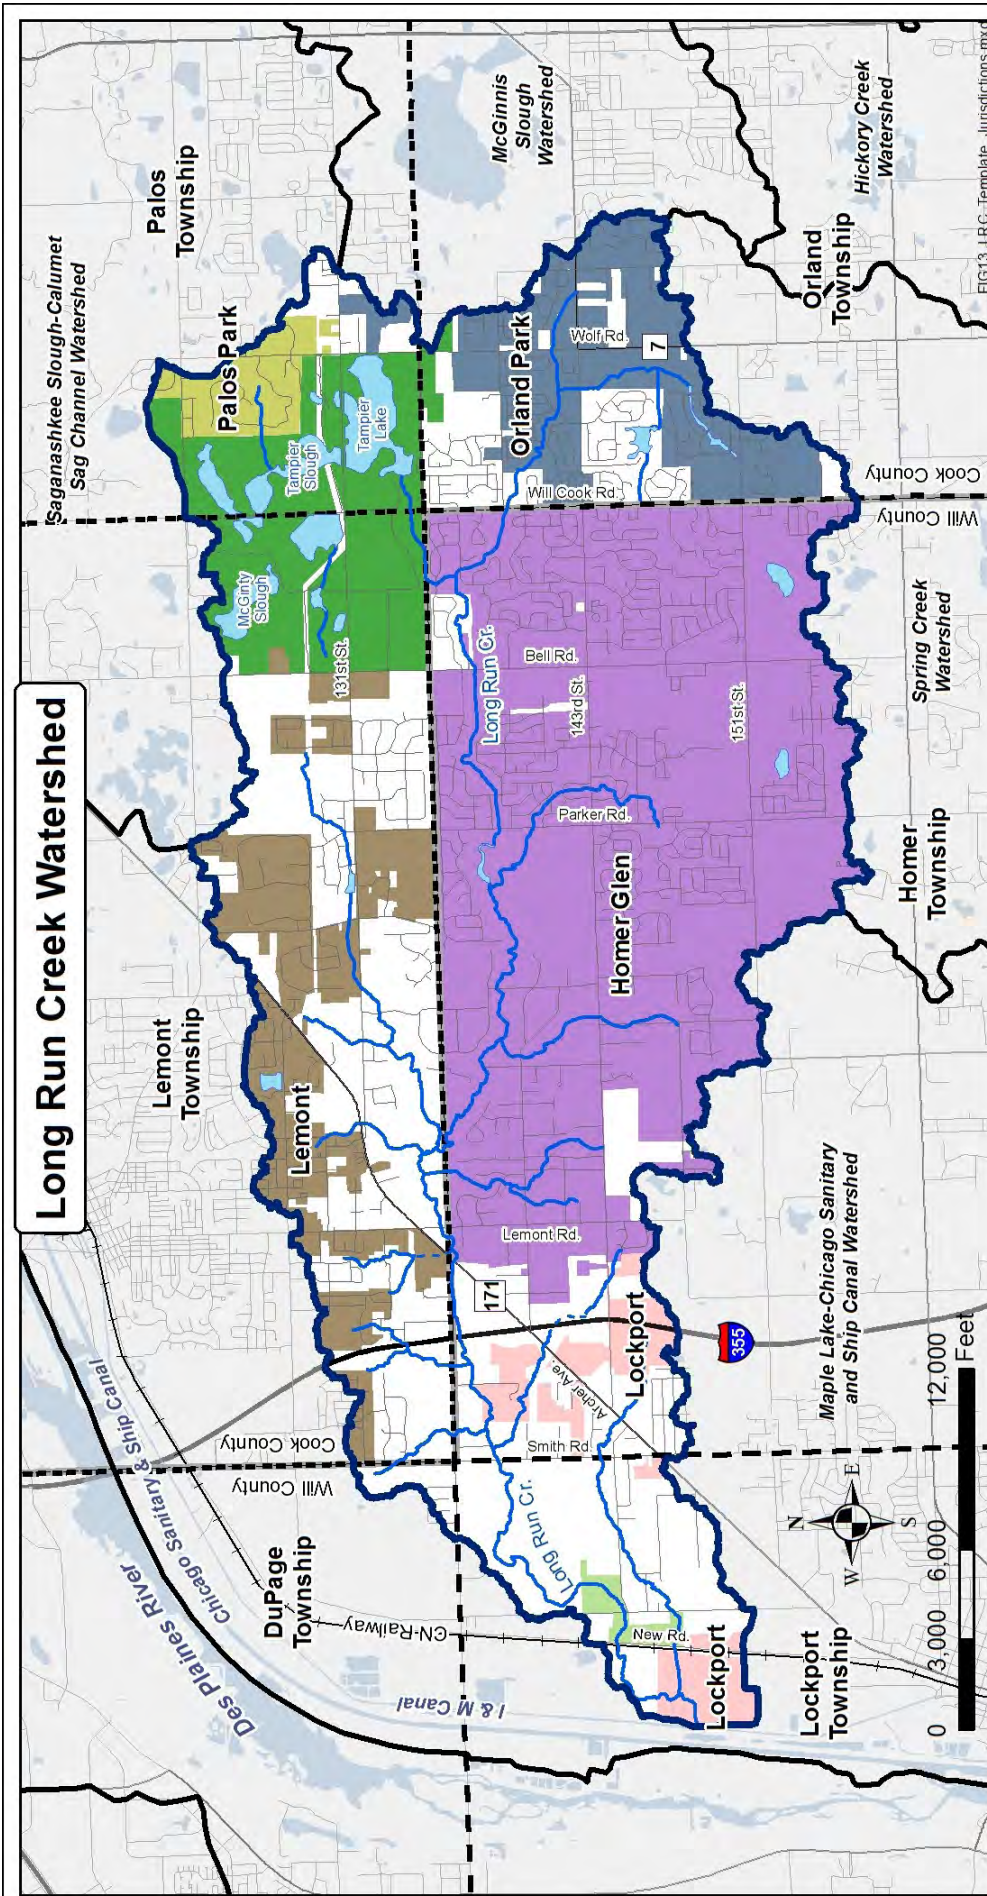 Long Run Creek Watershed
Saganashkee Slough-Calumet
Sag Channel Watershed
Palos
Township
McGinnis
Slough
Watershed
Hickory Creek
Watershed
Orland
Township
Palos Park
Orland Park
Tampier
Slough
Tampier
Lake
McGinty
Slough
Wolf Rd.
7
Will Cook Rd.
Cook County
Will County
131st St.
Bell Rd.
143rd St.
151st St.
Long Run Cr.
Parker Rd.
Homer Glen
Spring Creek
Watershed
Homer
Township
Lemont
Township
Lemont
Lemont Rd.
171
Archer Ave.
Lockport
355
Smith Rd.
Cook County
Will County
Maple Lake-Chicago Sanitary
and Ship Canal Watershed
Des Plaines River
Chicago Sanitary & Ship Canal
DuPage
Township
CN-Railway
I & M Canal
Long Run Cr.
New Rd.
Lockport
Lockport
Township
N
W
E
S
0 3,000 6,000 12,000
Feet